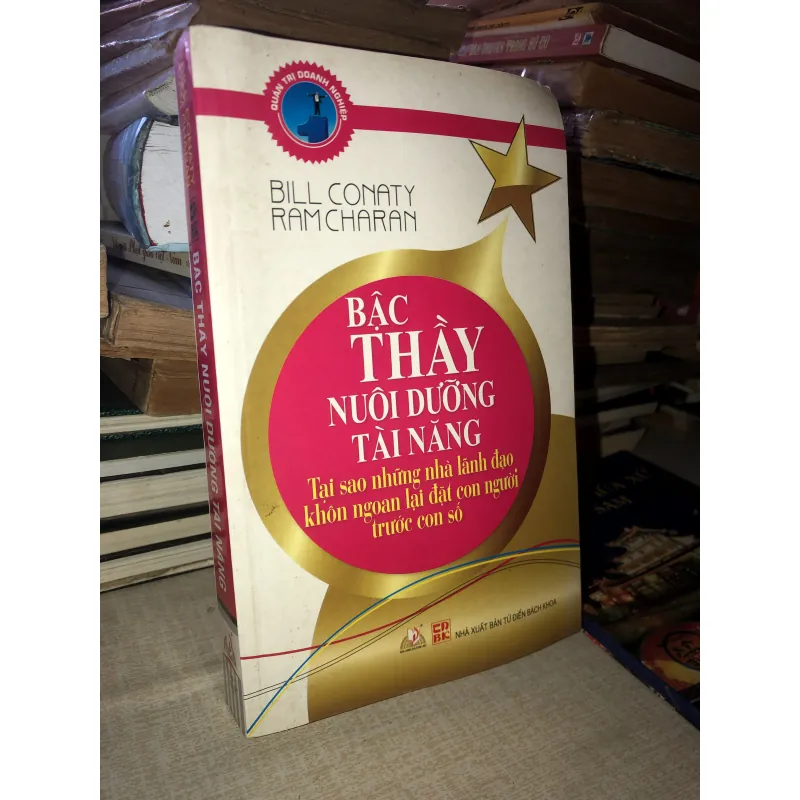 QUẢN TRỊ DOANH NGHIỆP
BILL CONATY
RAM CHARAN
BẬC
THẦY
NUÔI DƯỠNG
TÀI NĂNG
Tại sao những nhà lãnh đạo
khôn ngoan lại đặt con người
trước con số
NHÀ XUẤT BẢN TỪ ĐIỂN BÁCH KHOA
BẬC THẦY NUÔI DƯỠNG TÀI NĂNG